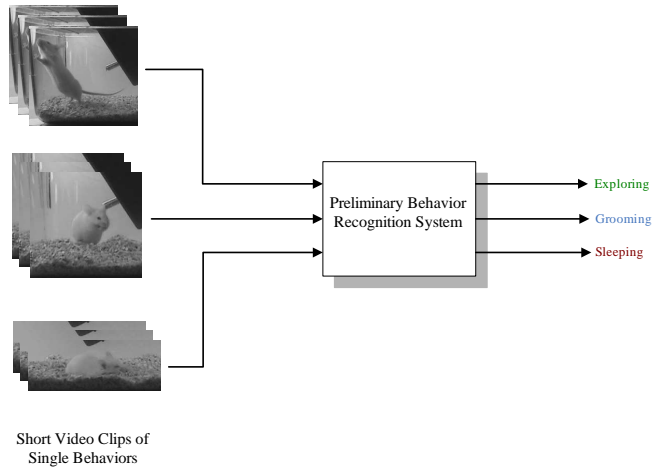 Preliminary Behavior
Recognition System
Exploring
Grooming
Sleeping
Short Video Clips of
Single Behaviors